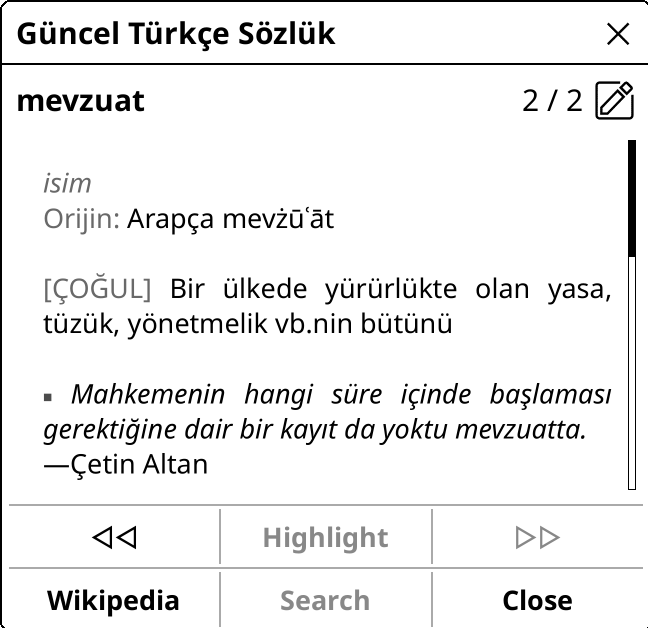 Güncel Türkçe Sözlük
mevzuat 2 / 2
isim
Orijin: Arapça mevżūʿāt
[ÇOĞUL] Bir ülkede yürürlükte olan yasa,
tüzük, yönetmelik vb.nin bütünü
▪ Mahkemenin hangi süre içinde başlaması
gerektiğine dair bir kayıt da yoktu mevzuatta.
—Çetin Altan
Highlight
Wikipedia Search Close